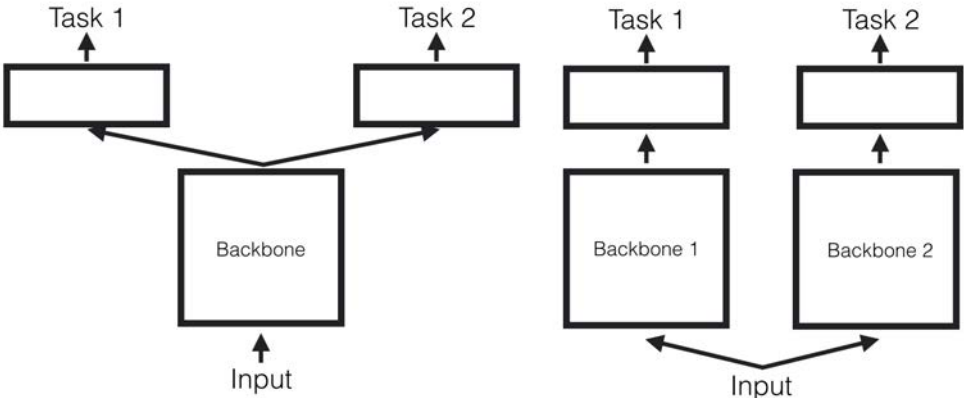 Task 1
Task 2
Backbone
Input
Task 1
Task 2
Backbone 1
Backbone 2
Input